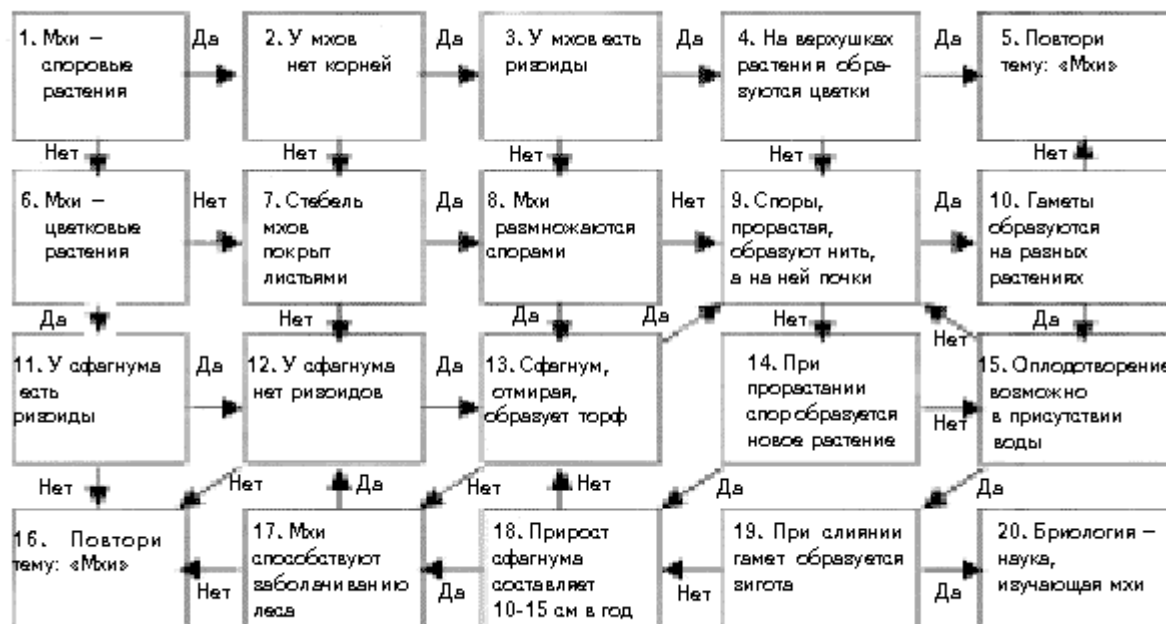 1. Мхи –
споровые
растения
Да
2. У мхов
нет корней
Да
3. У мхов есть
ризоиды
Да
4. На верхушках
растения обра-
зуются цветки
Да
5. Повтори
тему: «Мхи»
Нет
Нет
Нет
Нет
Нет
6. Мхи –
цветковые
растения
Нет
7. Стебель
мхов
покрыт
листьями
Да
8. Мхи
размножаются
спорами
Нет
9. Споры,
прорастая,
образуют нить,
а на ней почки
Да
10. Гаметы
образуются
на разных
растениях
Да
Нет
Да
Да
Нет
Да
11. У сфагнума
есть
ризоиды
Да
12. У сфагнума
нет ризоидов
Да
13. Сфагнум,
отмирая,
образует торф
14. При
прорастании
спор образуется
новое растение
Нет
Нет
15. Оплодотворение
возможно
в присутствии
воды
Нет
Нет
Да
Нет
Нет
Да
Да
16. Повтори
тему: «Мхи»
Нет
17. Мхи
способствуют
заболачиванию
леса
Да
18. Прирост
сфагнума
составляет
10-15 см в год
Нет
19. При слиянии
гамет образуется
зигота
Да
20. Бриология –
наука,
изучающая мхи